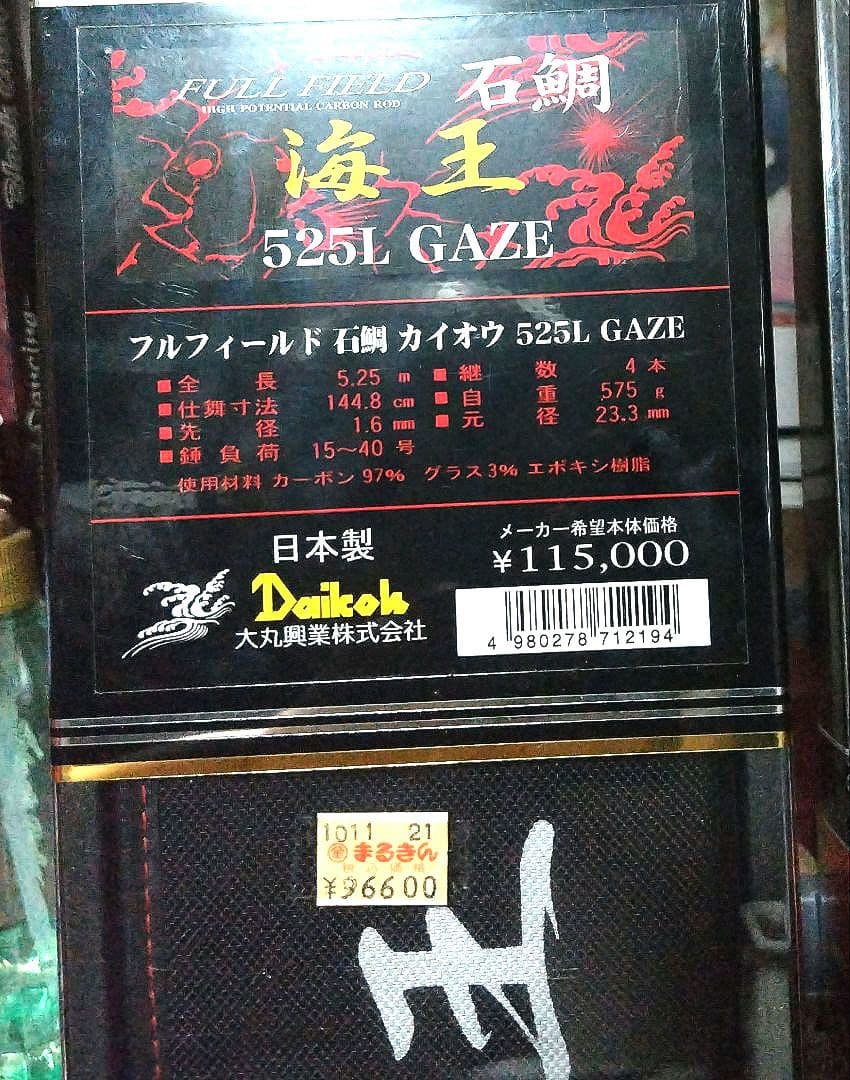 FULL FIELD 石鯛
HIGH POTENTIAL CARBON ROD
海王
525L GAZE
フルフィールド 石鯛 カイオウ 525L GAZE
■全長 5.25 m ■継数 4 本
■仕舞寸法 144.8 cm ■自重 575 g
■先径 1.6 mm ■元径 23.3 mm
■錘負荷 15〜40 号
使用材料 カーボン 97% グラス 3% エポキシ樹脂
日本製
メーカー希望本体価格
¥115,000
Daikoh
大丸興業株式会社
4 980278 712194
1011 21
まるきん
¥96600
王